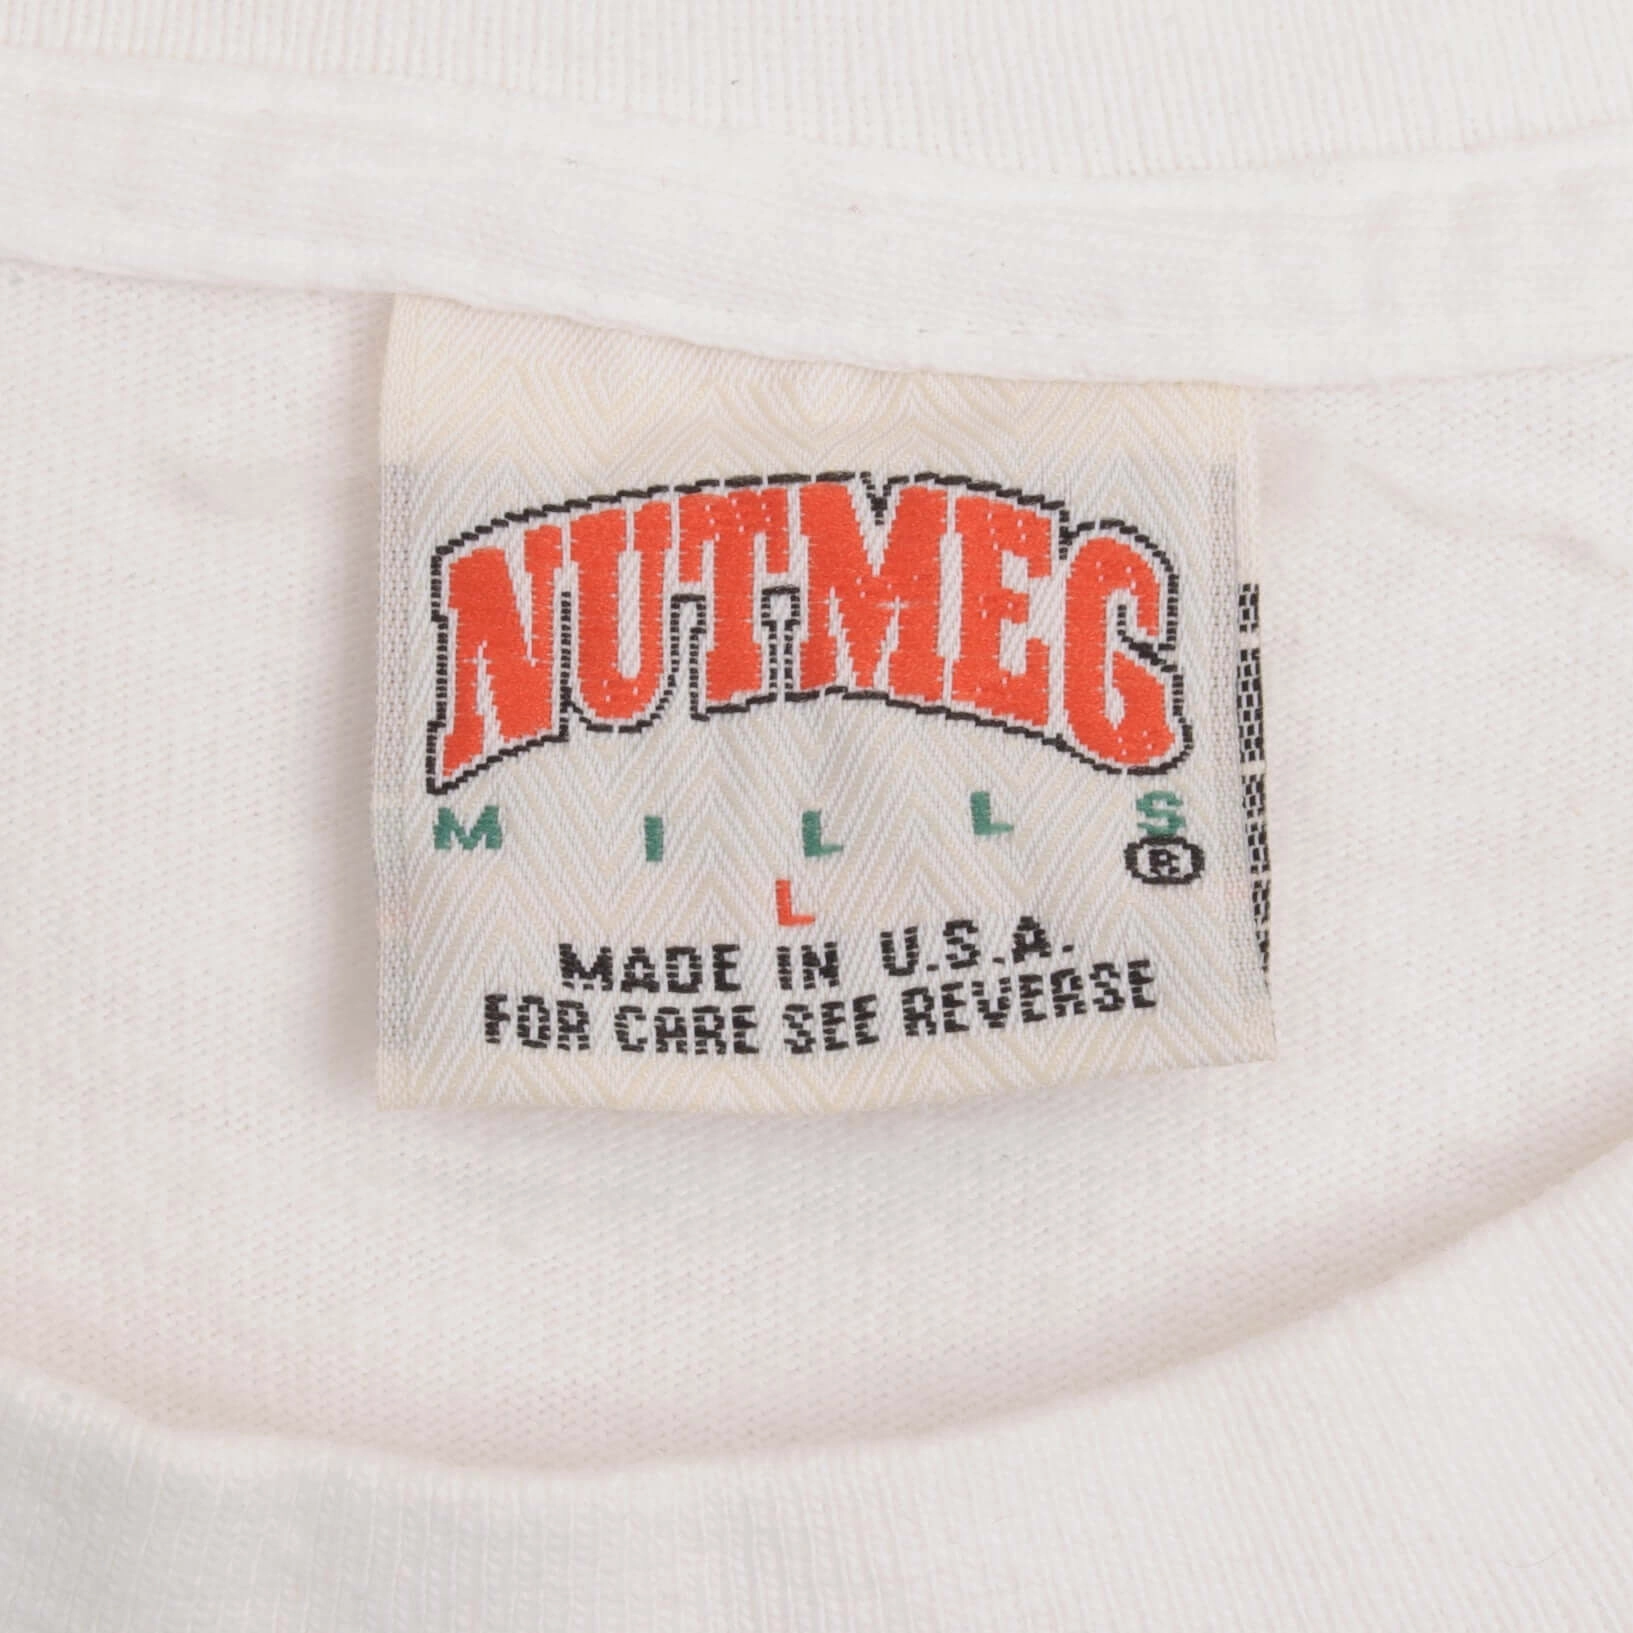 NUTMEG
MILLS
®
L
MADE IN U.S.A.
FOR CARE SEE REVERSE